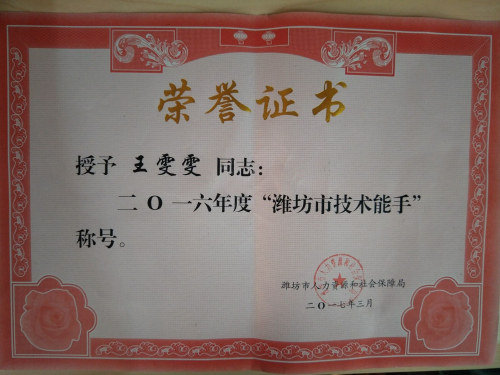 荣誉证书
授予 王雯雯 同志：
二〇一六年度“潍坊市技术能手”
称号。
潍坊市人力资源和社会保障局
二〇一七年三月